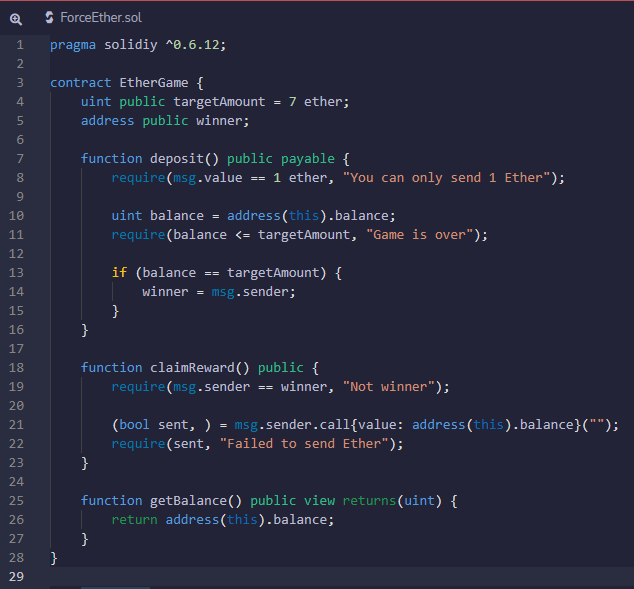 ForceEther.sol
1 pragma solidiy ^0.6.12;
2
3 contract EtherGame {
4     uint public targetAmount = 7 ether;
5     address public winner;
6
7     function deposit() public payable {
8         require(msg.value == 1 ether, "You can only send 1 Ether");
9
10         uint balance = address(this).balance;
11         require(balance <= targetAmount, "Game is over");
12
13         if (balance == targetAmount) {
14             winner = msg.sender;
15         }
16     }
17
18     function claimReward() public {
19         require(msg.sender == winner, "Not winner");
20
21         (bool sent, ) = msg.sender.call{value: address(this).balance}("");
22         require(sent, "Failed to send Ether");
23     }
24
25     function getBalance() public view returns(uint) {
26         return address(this).balance;
27     }
28 }
29